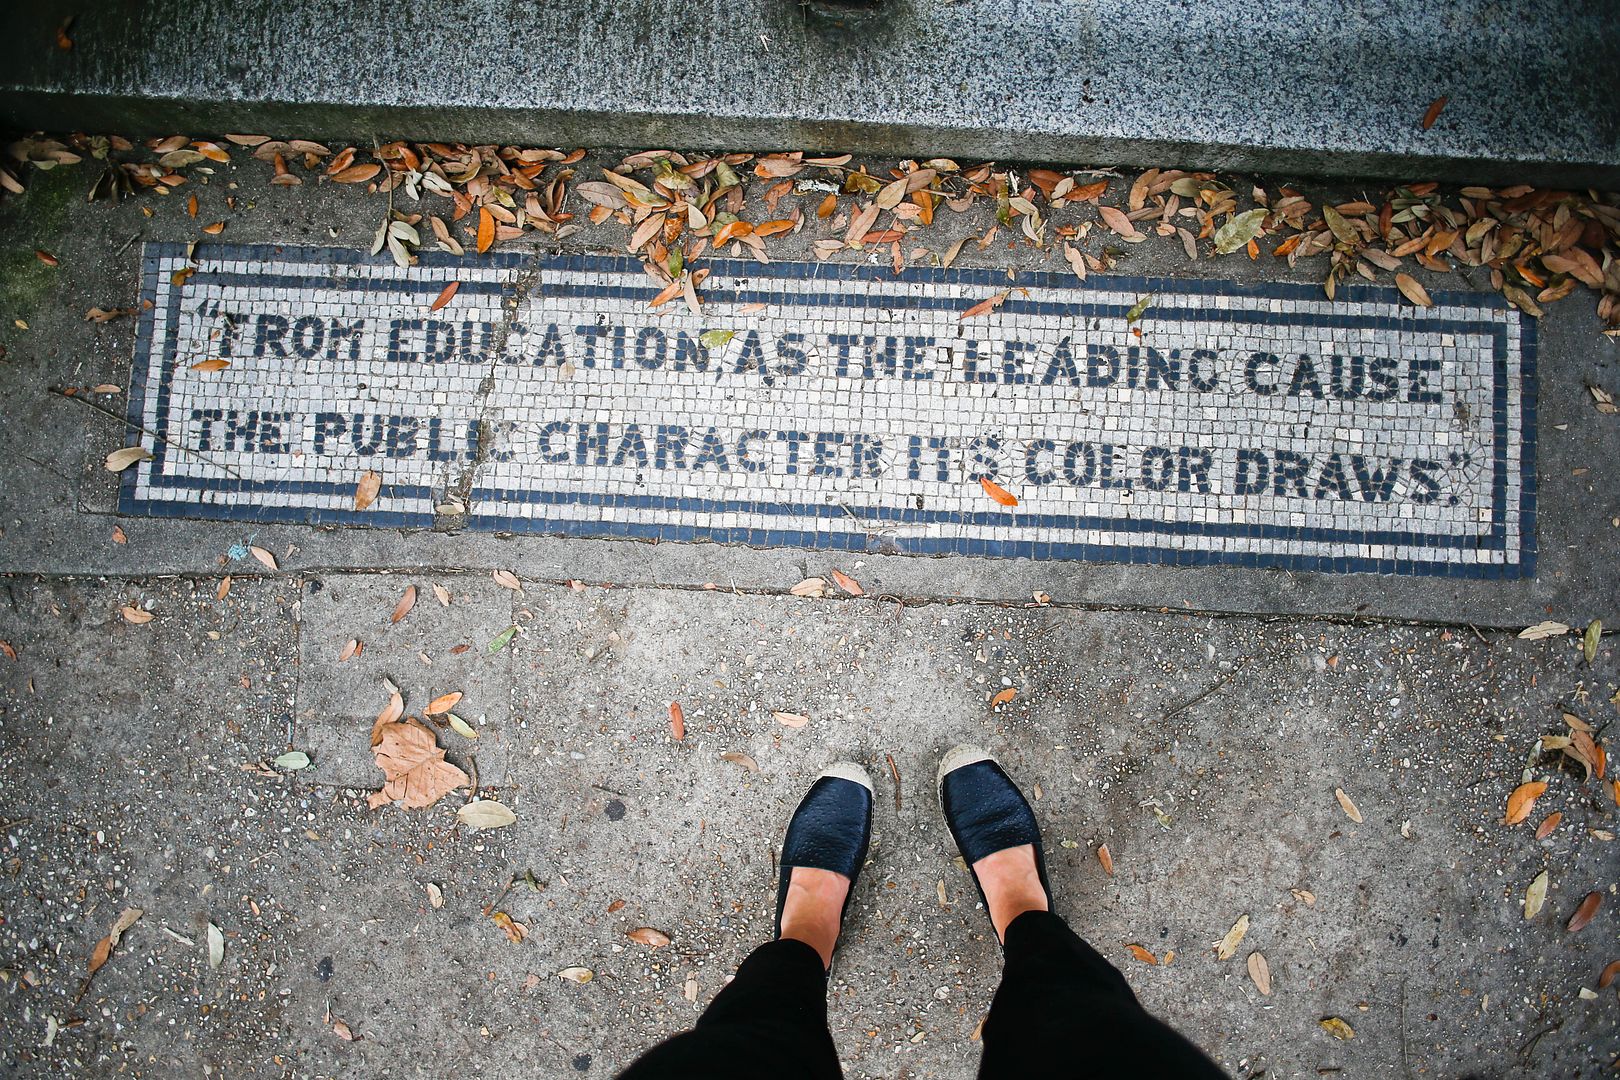 "FROM EDUCATION, AS THE LEADING CAUSE
THE PUBLIC CHARACTER ITS COLOR DRAWS."